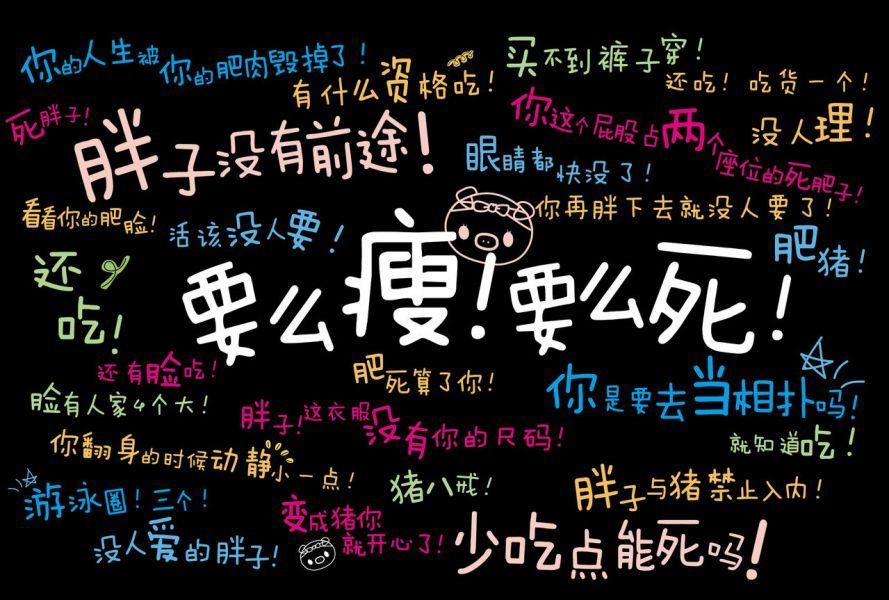 你的人生被你的肥肉毁掉了！
买不到裤子穿！
有什么资格吃！
还吃！吃货一个！
死胖子！
胖子没有前途！
你这个屁股占两个座位的死肥子！
没人理！
眼睛都快没了！
看看你的肥脸！
活该没人要！
你再胖下去就没人要了！
肥猪！
还
吃！
要么瘦！要么死！
还有脸吃！
肥死算了你！
你是要去当相扑吗！
脸有人家4个大！
胖子！这衣服没有你的尺码！
就知道吃！
你翻身的时候动静小一点！
游泳圈！三个！
猪八戒！
胖子与猪禁止入内！
没人爱的胖子！
变成猪你
就开心了！
少吃点能死吗！